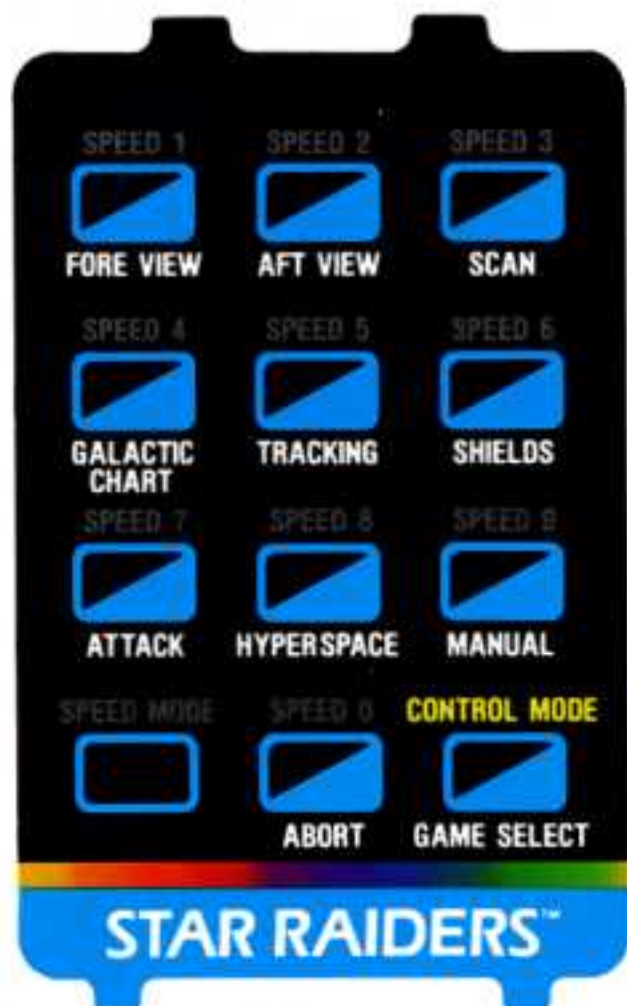 SPEED 1 SPEED 2 SPEED 3
FORE VIEW AFT VIEW SCAN
SPEED 4 SPEED 5 SPEED 6
GALACTIC CHART TRACKING SHIELDS
SPEED 7 SPEED 8 SPEED 9
ATTACK HYPERSPACE MANUAL
SPEED MODE SPEED 0 CONTROL MODE
ABORT GAME SELECT
STAR RAIDERS™